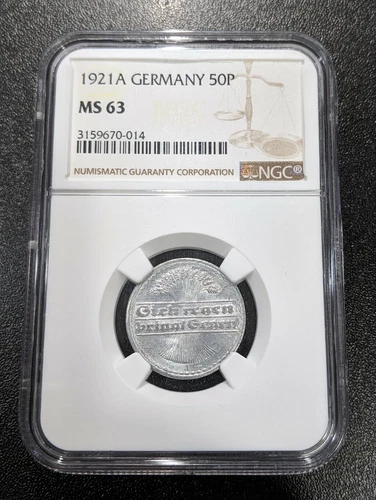 1921A GERMANY 50P
MS 63
3159670-014
NUMISMATIC GUARANTY CORPORATION
NGC®
Sich regen
bringt Segen